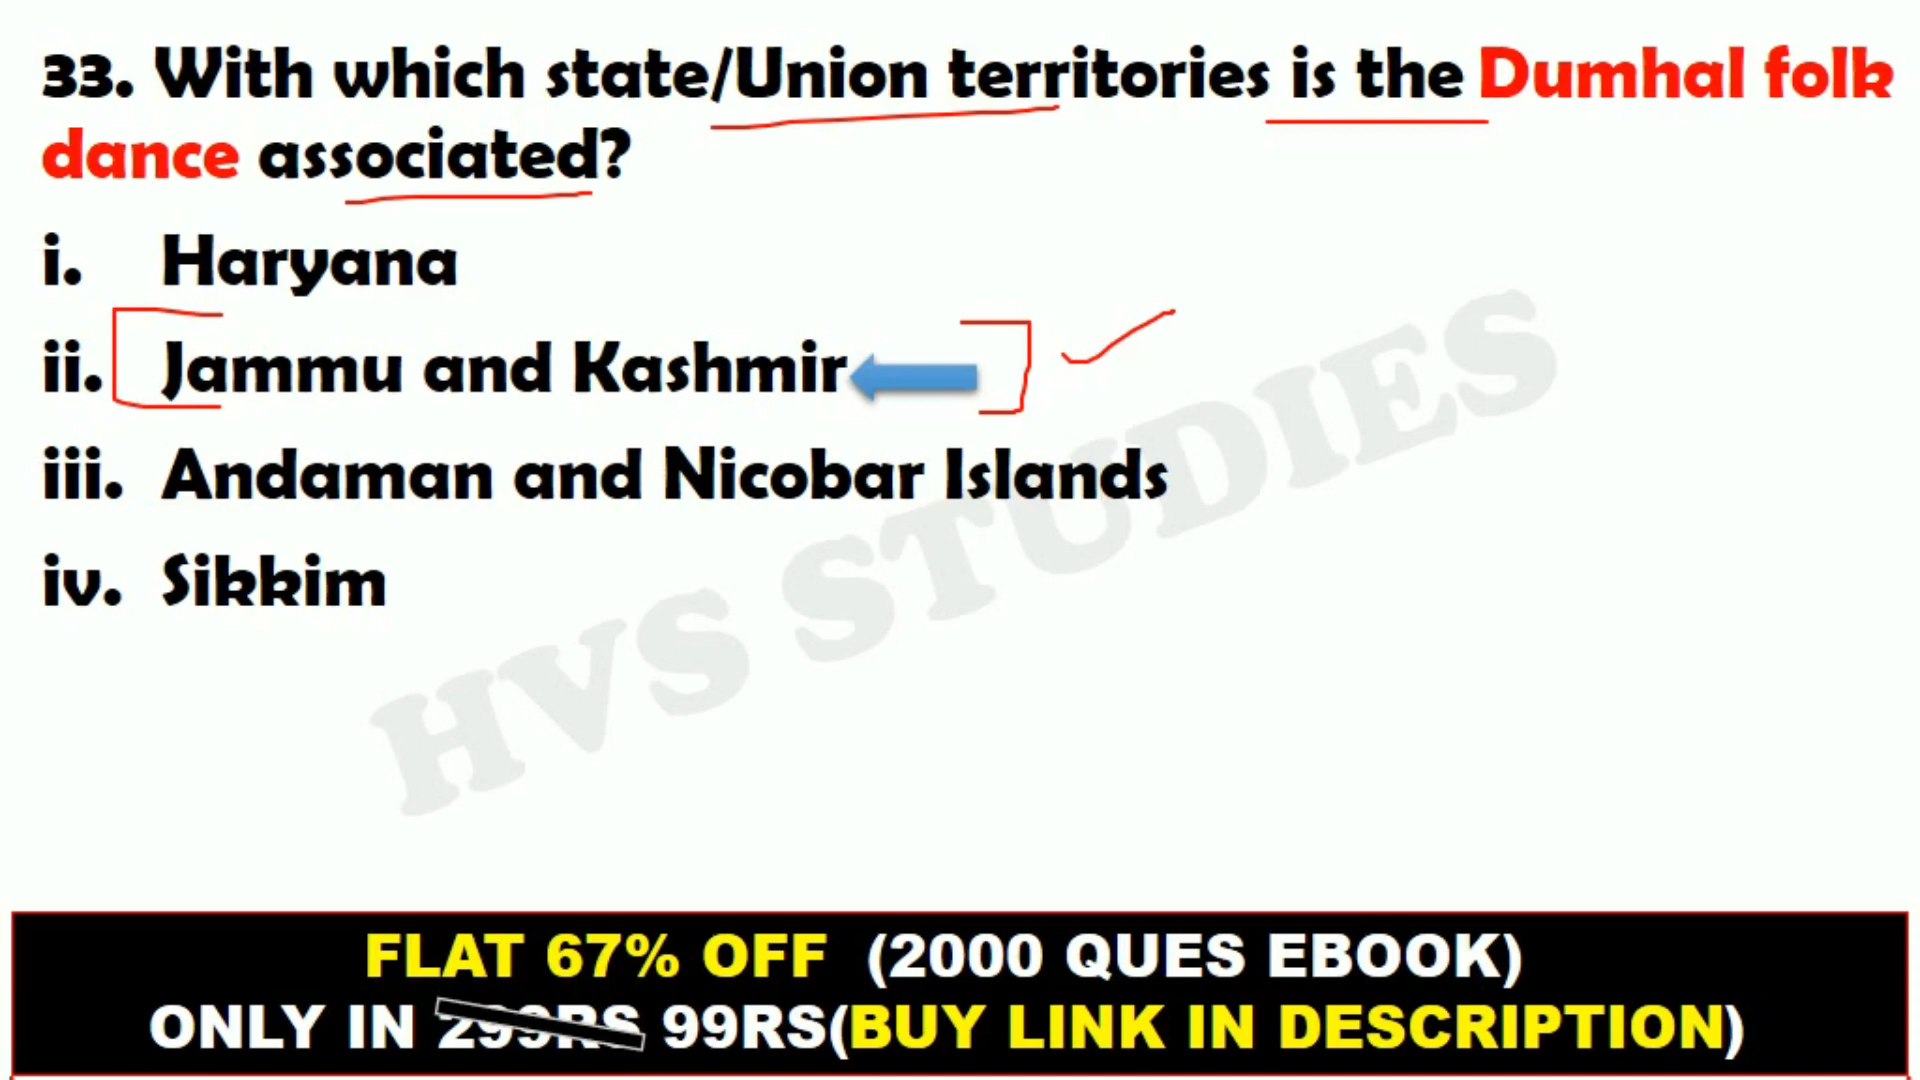 33. With which state/Union territories is the Dumhal folk
dance associated?
i. Haryana
ii. Jammu and Kashmir
iii. Andaman and Nicobar Islands
iv. Sikkim
HVS STUDIES
FLAT 67% OFF (2000 QUES EBOOK)
ONLY IN 299RS 99RS(BUY LINK IN DESCRIPTION)